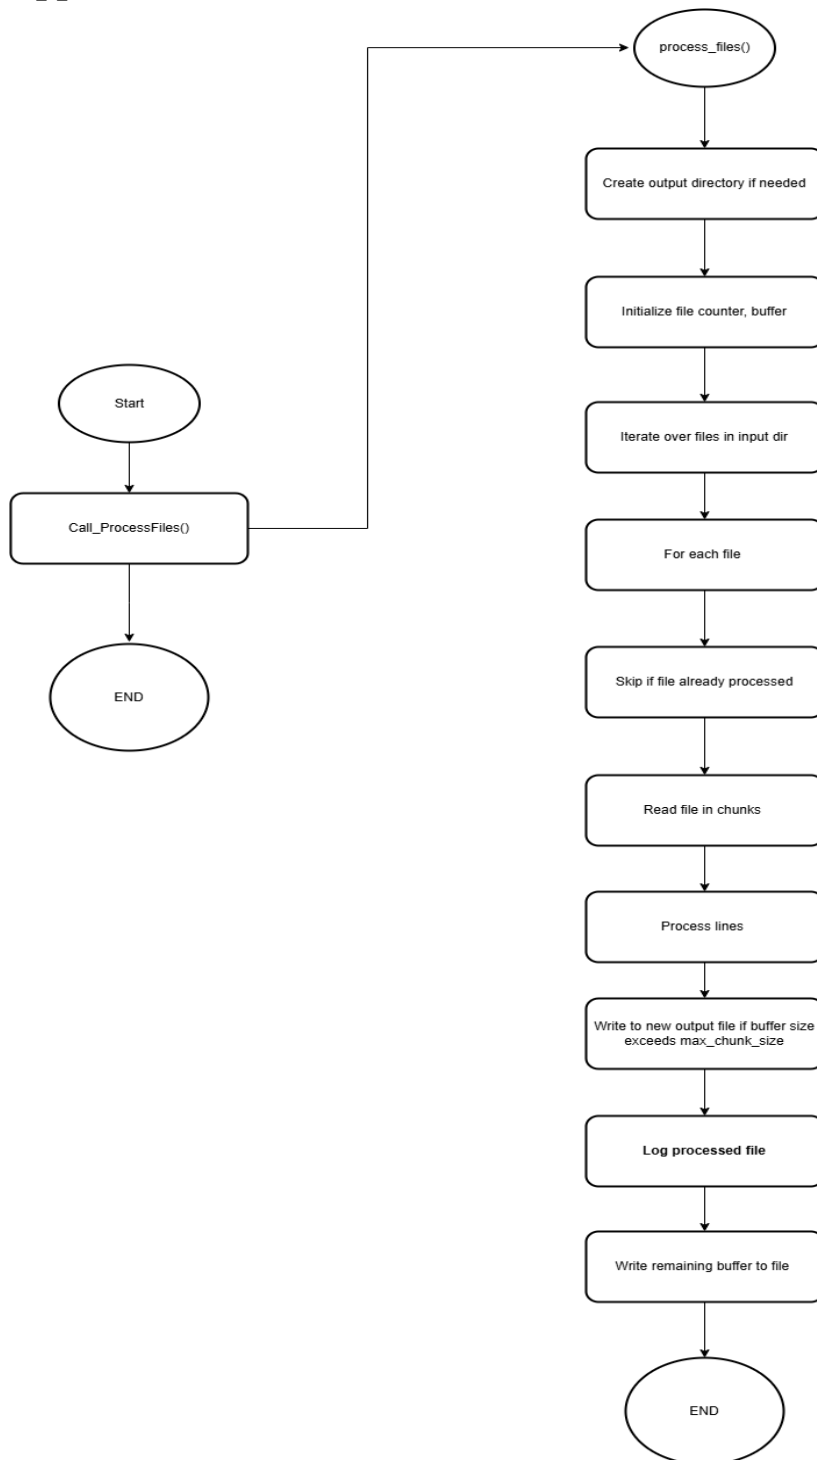 process_files()
Create output directory if needed
Initialize file counter, buffer
Iterate over files in input dir
Start
Call_ProcessFiles()
For each file
Skip if file already processed
END
Read file in chunks
Process lines
Write to new output file if buffer size
exceeds max_chunk_size
Log processed file
Write remaining buffer to file
END